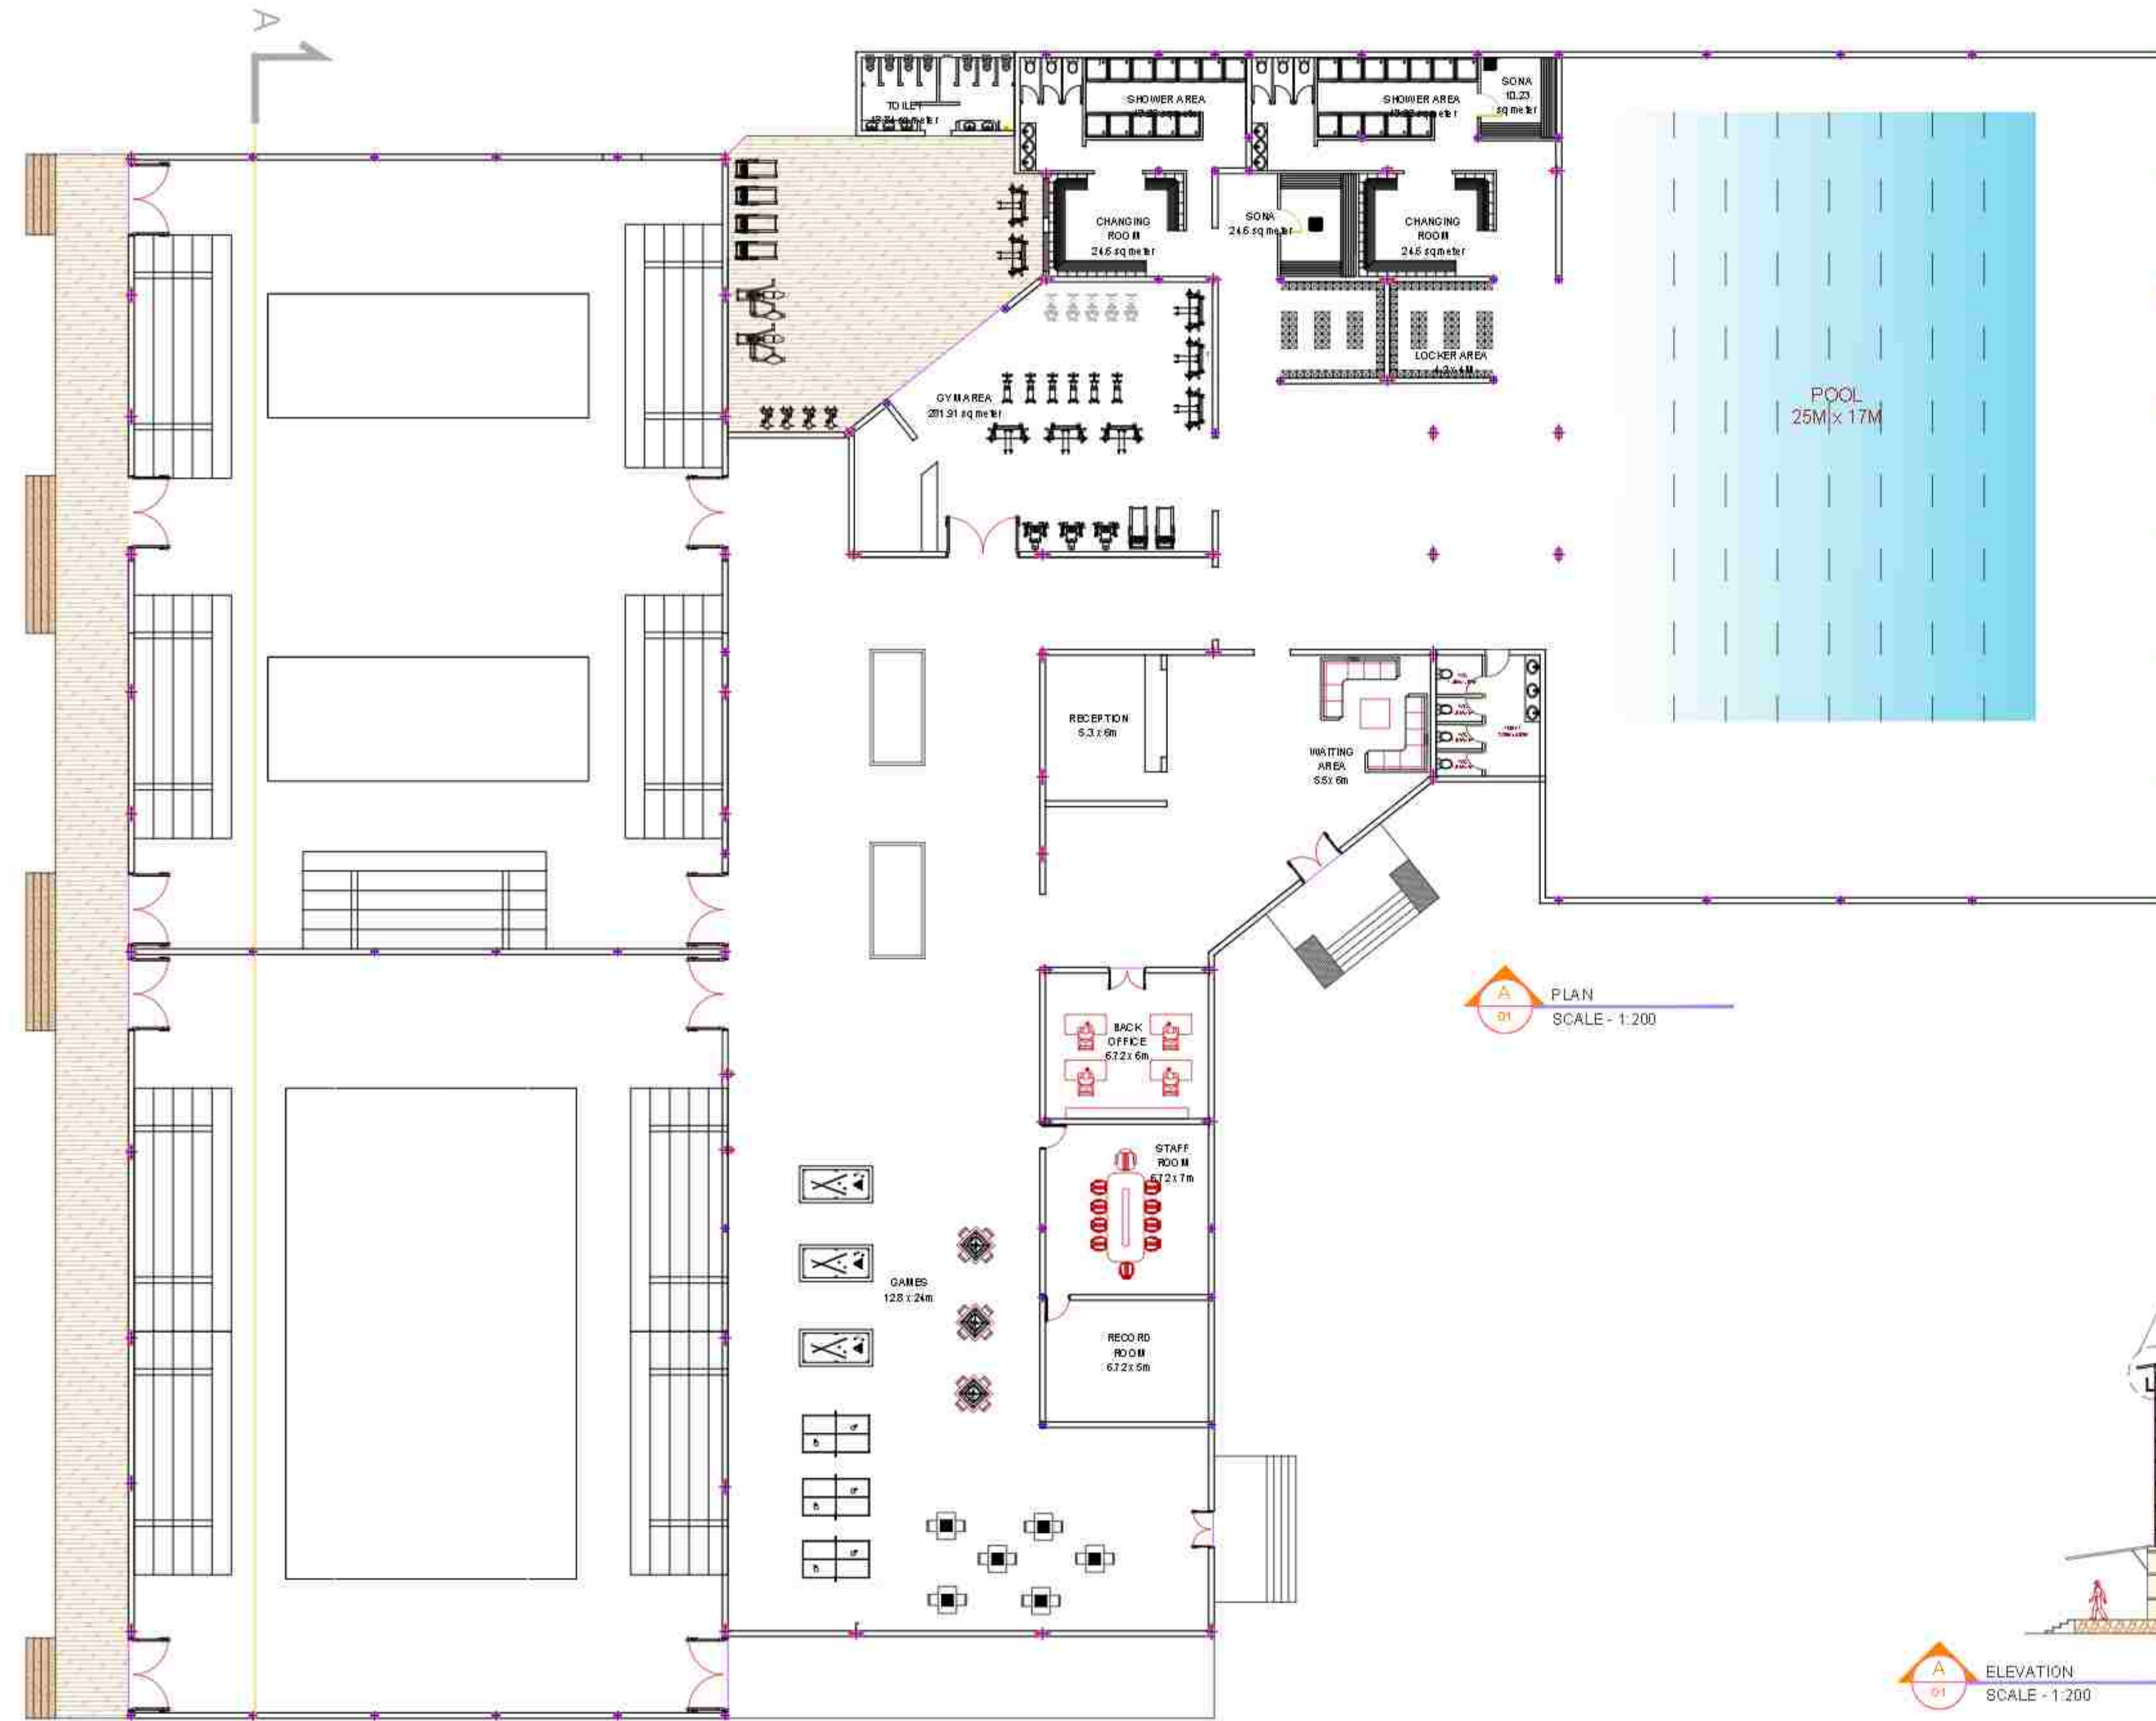 A
TOILET
SHOWER AREA
SHOWER AREA
SONA
10.23
sq meter
CHANGING
ROOM
24.6 sq meter
SONA
24.6 sq meter
CHANGING
ROOM
24.6 sq meter
LOCKER AREA
GYM AREA
281.91 sq meter
POOL
25M x 17M
RECEPTION
5.3 x 6m
WAITING
AREA
5.5 x 6m
A
01
PLAN
SCALE - 1:200
BACK
OFFICE
6.72 x 6m
STAFF
ROOM
6.72 x 7m
GAMES
12.8 x 24m
RECORD
ROOM
6.72 x 5m
A
01
ELEVATION
SCALE - 1:200